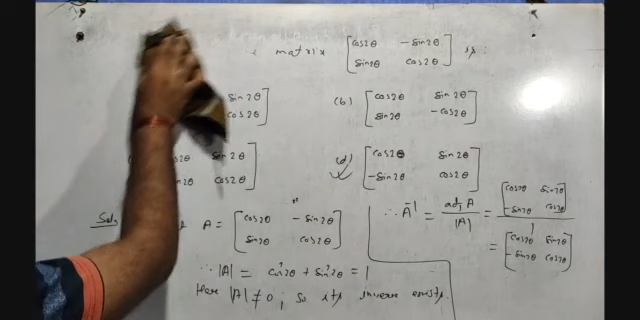 matrix [cos2θ -sin2θ
sin2θ cos2θ] is:
sin2θ
cos2θ]
(b) [cos2θ sin2θ
sin2θ -cos2θ]
cos2θ sin2θ
sin2θ cos2θ]
(d) [cos2θ sin2θ
-sin2θ cos2θ]
Sol: A = [cos2θ -sin2θ
sin2θ cos2θ]
∵ |A| = cos²2θ + sin²2θ = 1
Here |A| ≠ 0, So its inverse exists.
∴ A⁻¹ = adj A / |A| = [cos2θ sin2θ
-sin2θ cos2θ] / 1
= [cos2θ sin2θ
-sin2θ cos2θ]